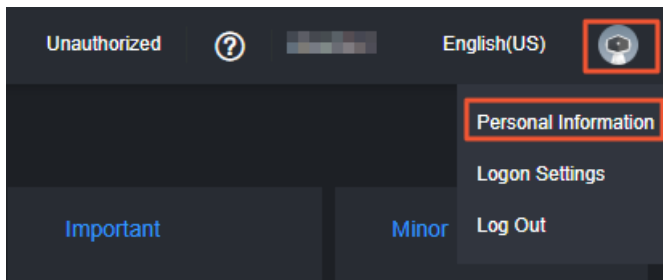 Unauthorized
English(US)
Personal Information
Logon Settings
Important
Minor
Log Out